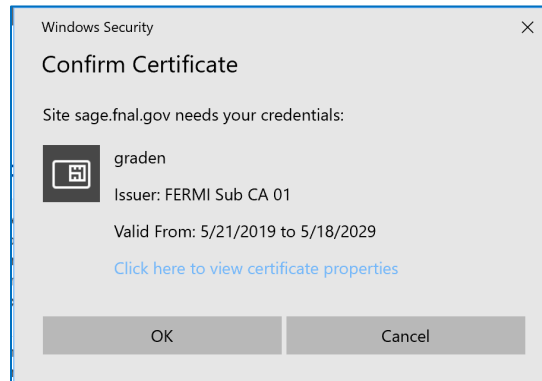 Windows Security
Confirm Certificate
Site sage.fnal.gov needs your credentials:
graden
Issuer: FERMI Sub CA 01
Valid From: 5/21/2019 to 5/18/2029
Click here to view certificate properties
OK
Cancel